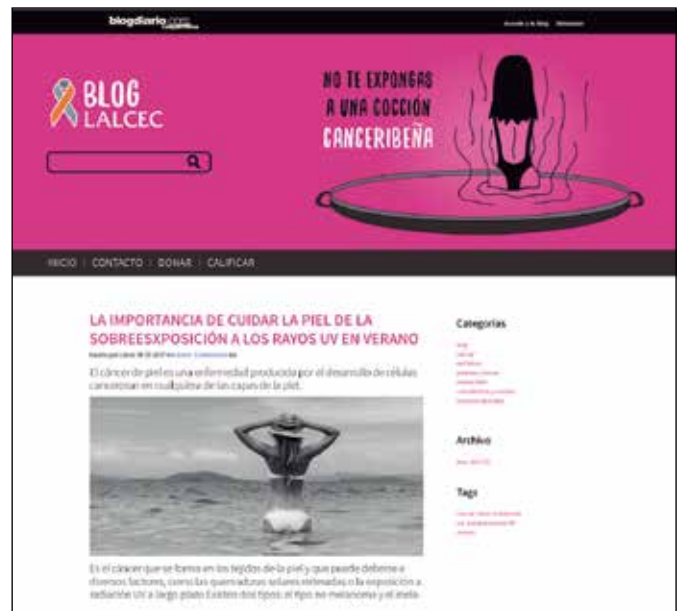 blogdiario.com
BLOG
LALCEC
NO TE EXPONGAS
A UNA COCCIÓN
CANCERIBEÑA
INICIO | CONTACTO | DONAR | CALIFICAR
LA IMPORTANCIA DE CUIDAR LA PIEL DE LA
SOBREESXPOSICIÓN A LOS RAYOS UV EN VERANO
El cáncer de piel es una enfermedad producida por el desarrollo de células
cancerosas en cualquiera de las capas de la piel.
Es el cáncer que se forma en los tejidos de la piel y que puede deberse a
diversos factores, como las quemaduras solares reiteradas o la exposición a
radiación UV a largo plazo Existen dos tipos: el tipo no melanoma y el mela-
Categorías
Archivo
Tags